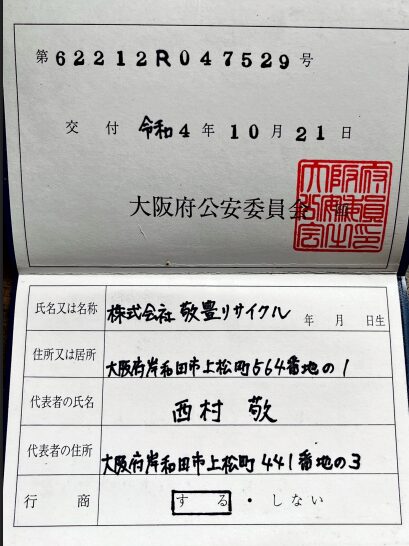 第62212R047529号
交付 令和4年10月21日
大阪府公安委員会
氏名又は名称 株式会社 敬豊リサイクル 年 月 日生
住所又は居所 大阪府岸和田市上松町564番地の1
代表者の氏名 西村 敬
代表者の住所 大阪府岸和田市上松町441番地の3
行商 する・しない